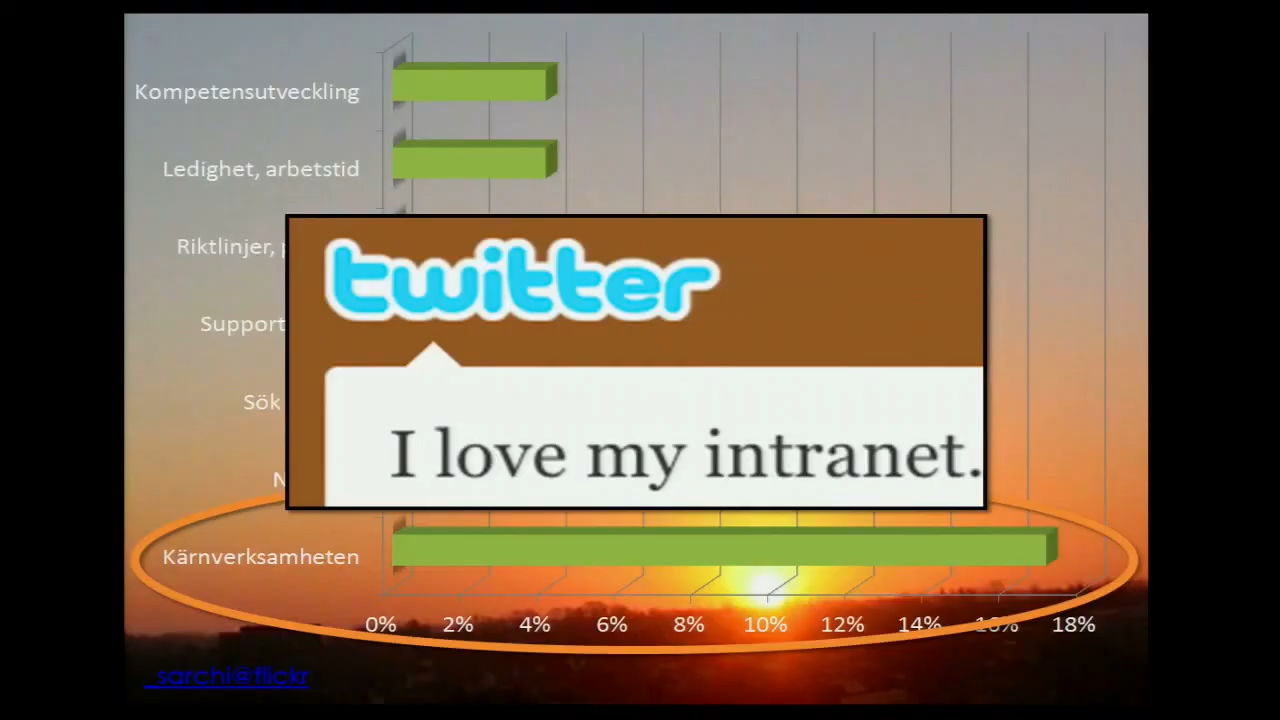 Kompetensutveckling
Ledighet, arbetstid
Riktlinjer,
Support
Sök
twitter
I love my intranet.
Kärnverksamheten
0% 2% 4% 6% 8% 10% 12% 14% 16% 18%
_sarchi@flickr